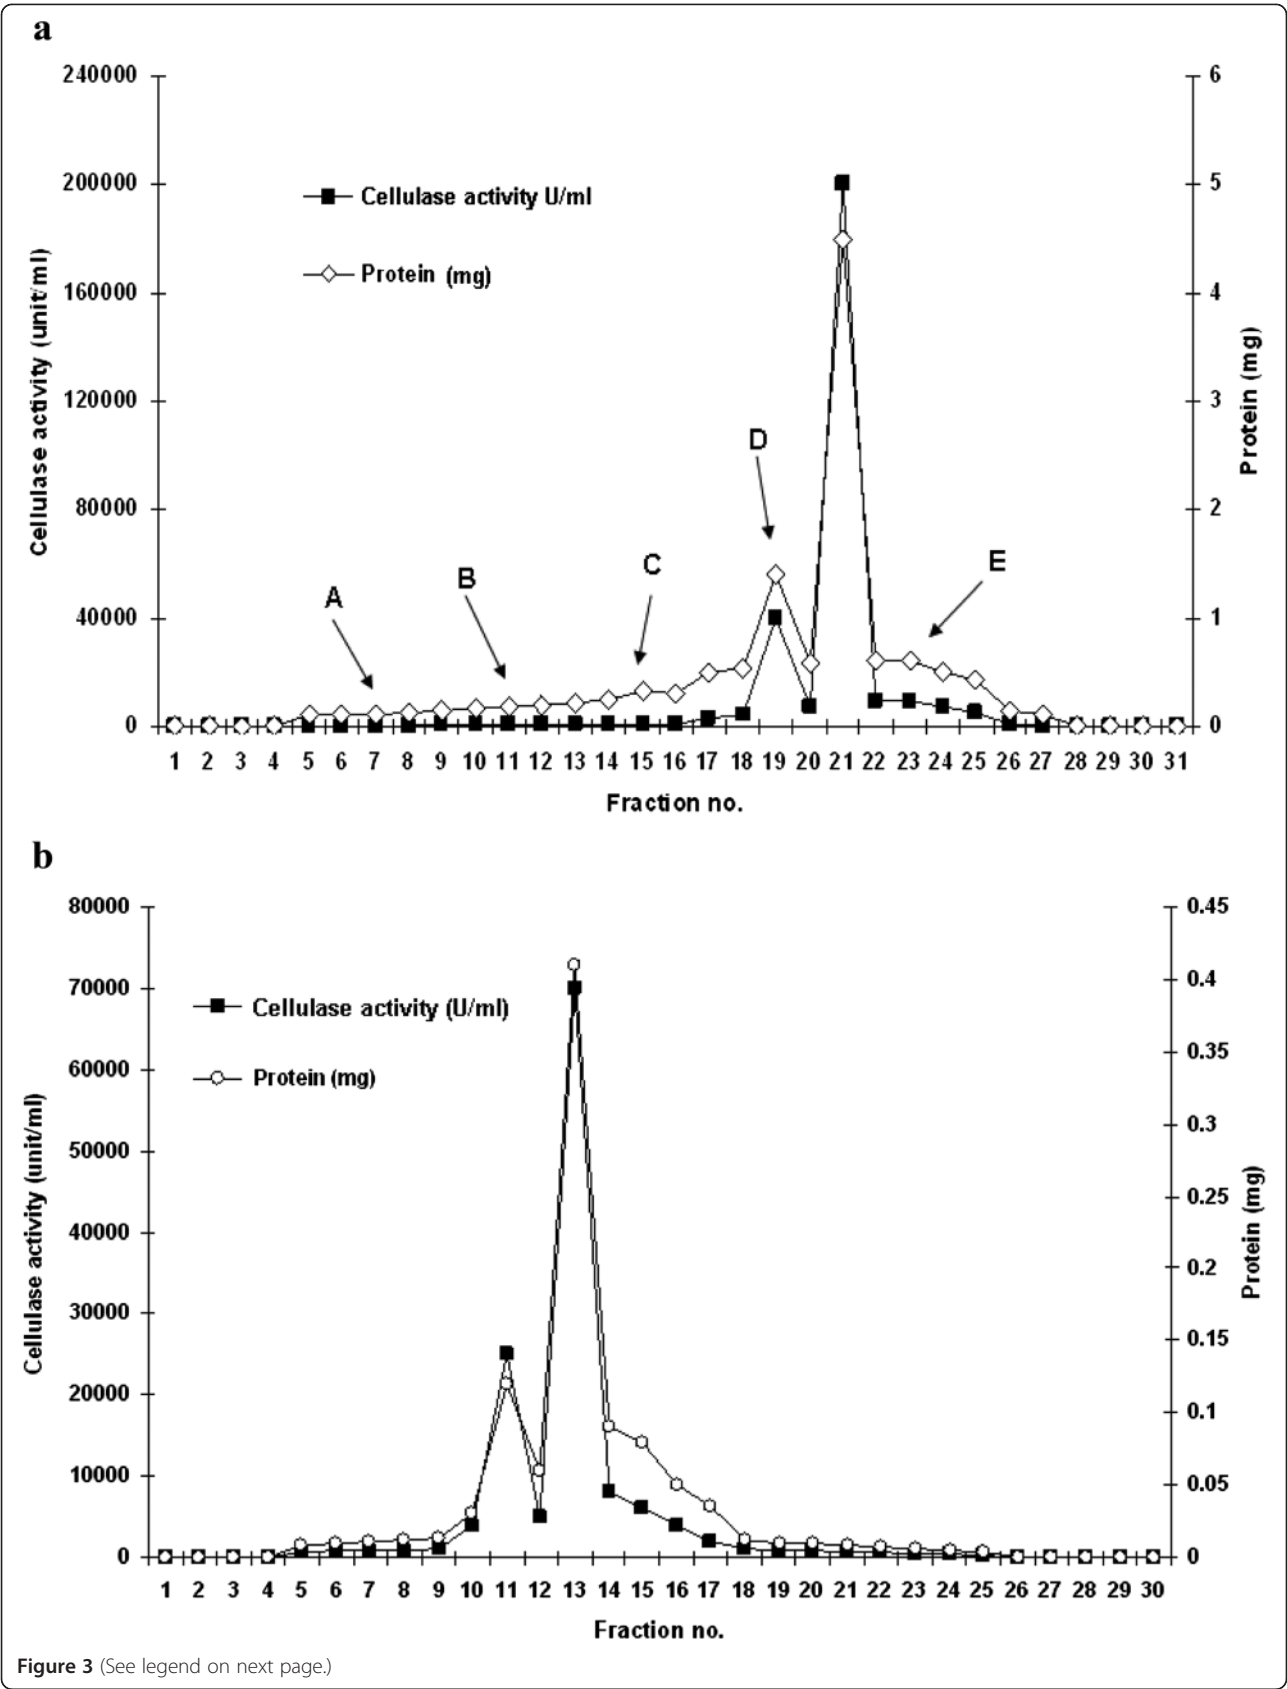 a
240000
200000
160000
120000
80000
40000
0
6
5
4
3
2
1
0
Cellulase activity (unit/ml)
Protein (mg)
Cellulase activity U/ml
Protein (mg)
A
B
C
D
E
1 2 3 4 5 6 7 8 9 10 11 12 13 14 15 16 17 18 19 20 21 22 23 24 25 26 27 28 29 30 31
Fraction no.
b
80000
70000
60000
50000
40000
30000
20000
10000
0
0.45
0.4
0.35
0.3
0.25
0.2
0.15
0.1
0.05
0
Cellulase activity (unit/ml)
Protein (mg)
Cellulase activity (U/ml)
Protein (mg)
1 2 3 4 5 6 7 8 9 10 11 12 13 14 15 16 17 18 19 20 21 22 23 24 25 26 27 28 29 30
Fraction no.
Figure 3 (See legend on next page.)